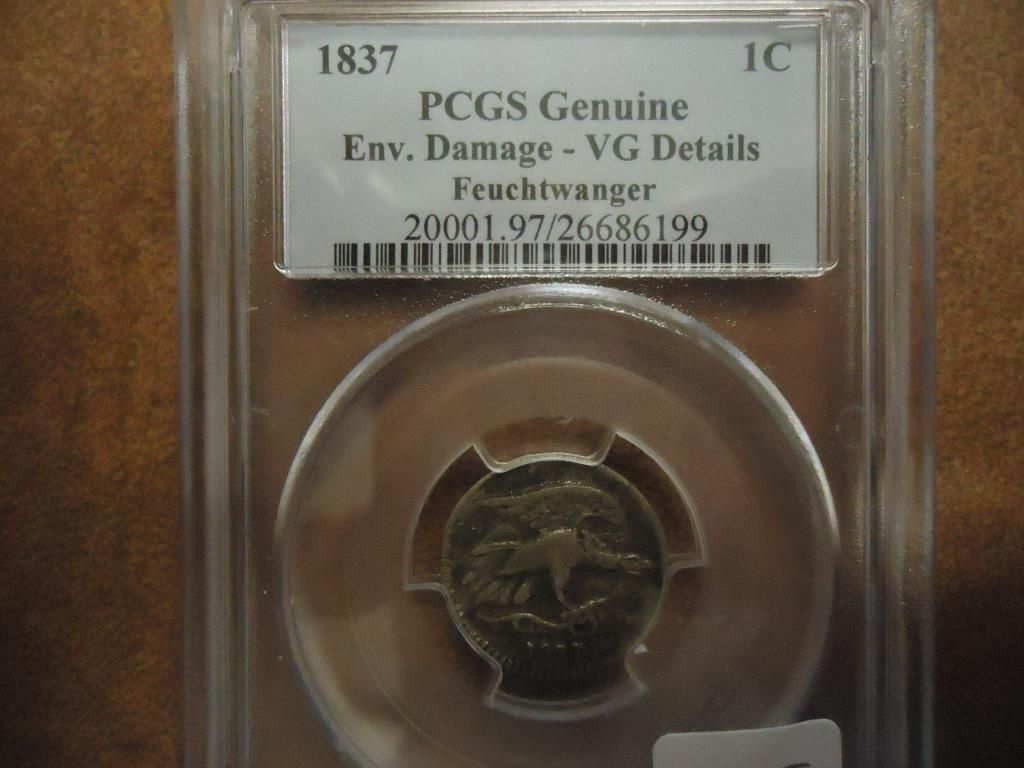 1837 1C
PCGS Genuine
Env. Damage - VG Details
Feuchtwanger
20001.97/26686199